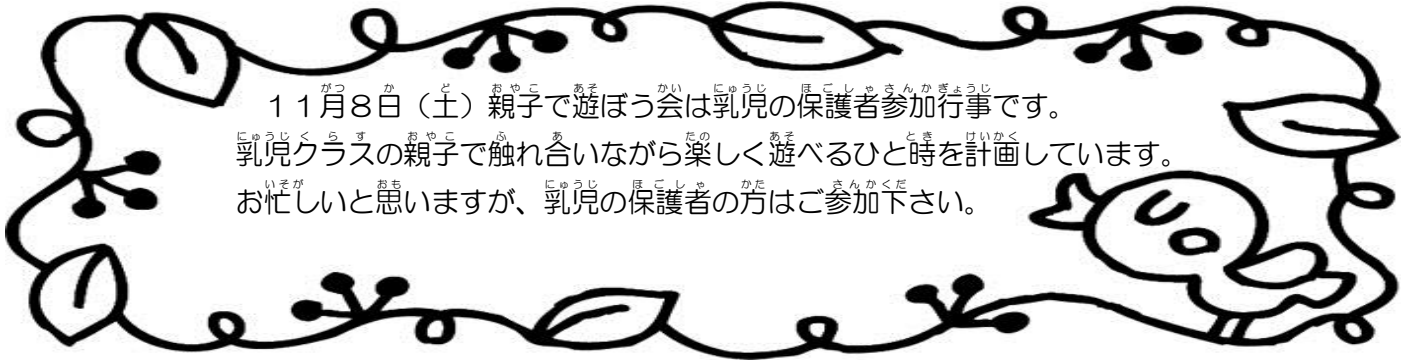 １１月８日（土）親子で遊ぼう会は乳児の保護者参加行事です。
乳児クラスの親子で触れ合いながら楽しく遊べるひと時を計画しています。
お忙しいと思いますが、乳児の保護者の方はご参加下さい。